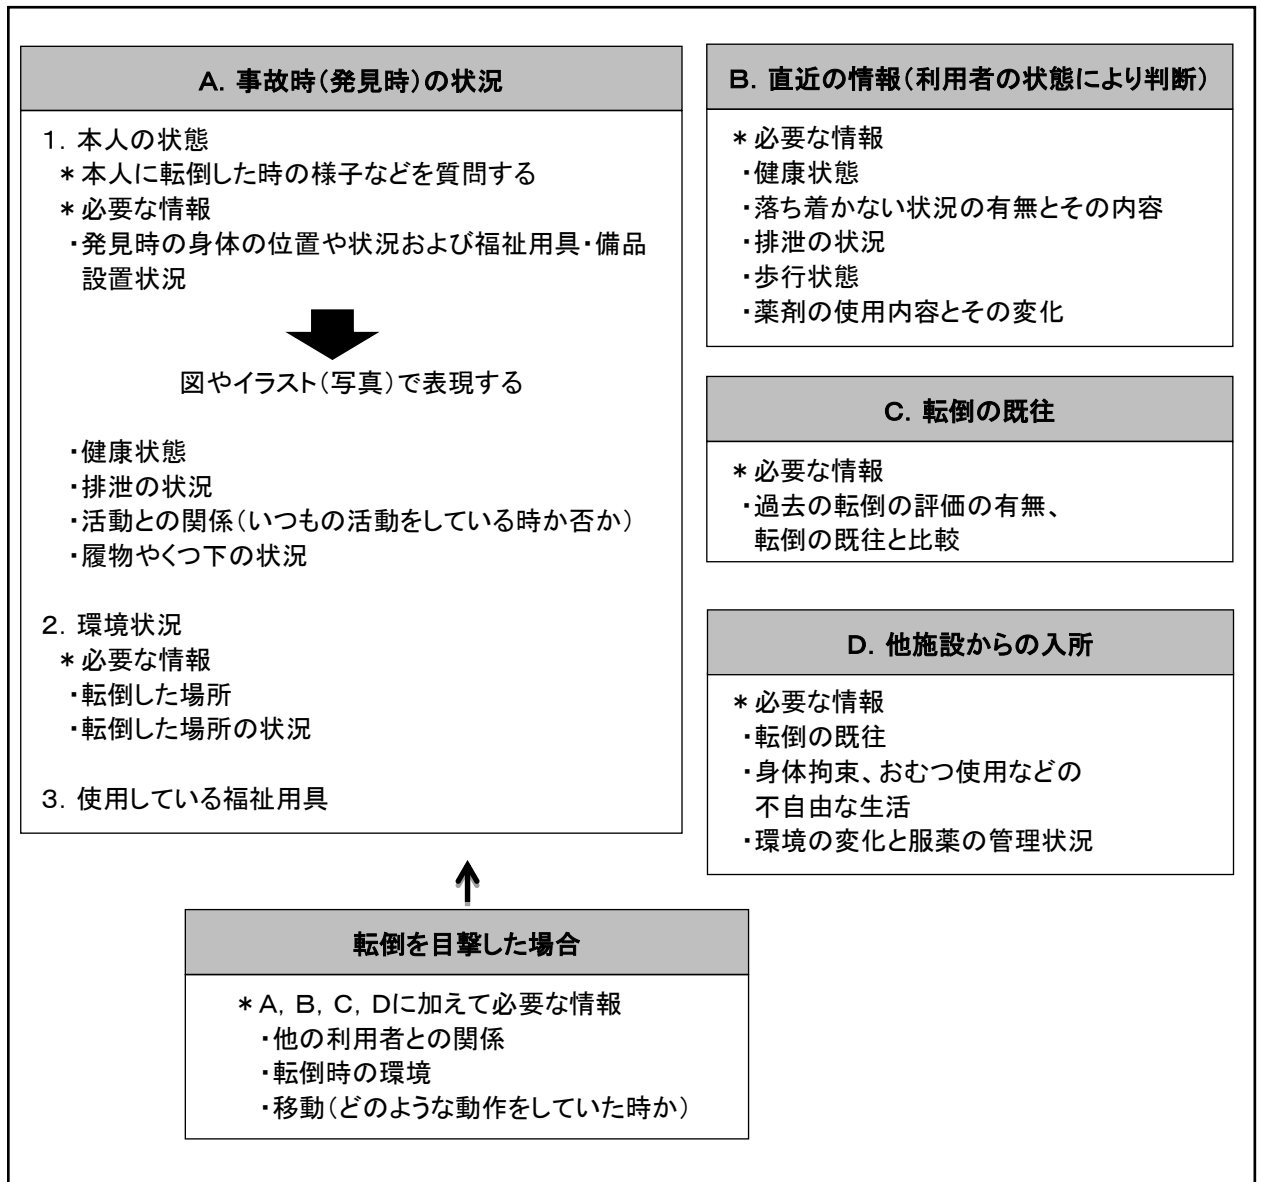 A．事故時（発見時）の状況
1．本人の状態
＊本人に転倒した時の様子などを質問する
＊必要な情報
・発見時の身体の位置や状況および福祉用具・備品
設置状況
図やイラスト（写真）で表現する
・健康状態
・排泄の状況
・活動との関係（いつもの活動をしている時か否か）
・履物やくつ下の状況
2．環境状況
＊必要な情報
・転倒した場所
・転倒した場所の状況
3．使用している福祉用具
B．直近の情報（利用者の状態により判断）
＊必要な情報
・健康状態
・落ち着かない状況の有無とその内容
・排泄の状況
・歩行状態
・薬剤の使用内容とその変化
C．転倒の既往
＊必要な情報
・過去の転倒の評価の有無、
転倒の既往と比較
D．他施設からの入所
＊必要な情報
・転倒の既往
・身体拘束、おむつ使用などの
不自由な生活
・環境の変化と服薬の管理状況
転倒を目撃した場合
＊A，B，C，Dに加えて必要な情報
・他の利用者との関係
・転倒時の環境
・移動（どのような動作をしていた時か）